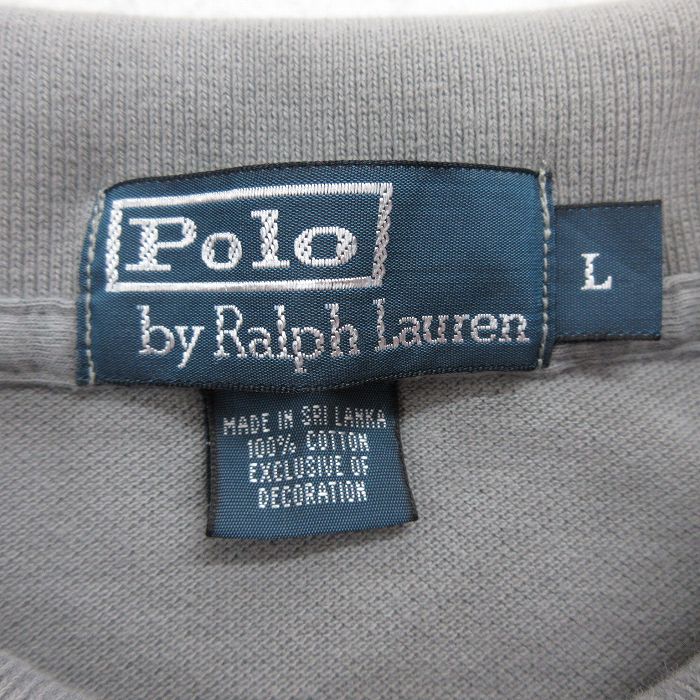 Polo
by Ralph Lauren
L
MADE IN SRI LANKA
100% COTTON
EXCLUSIVE OF
DECORATION